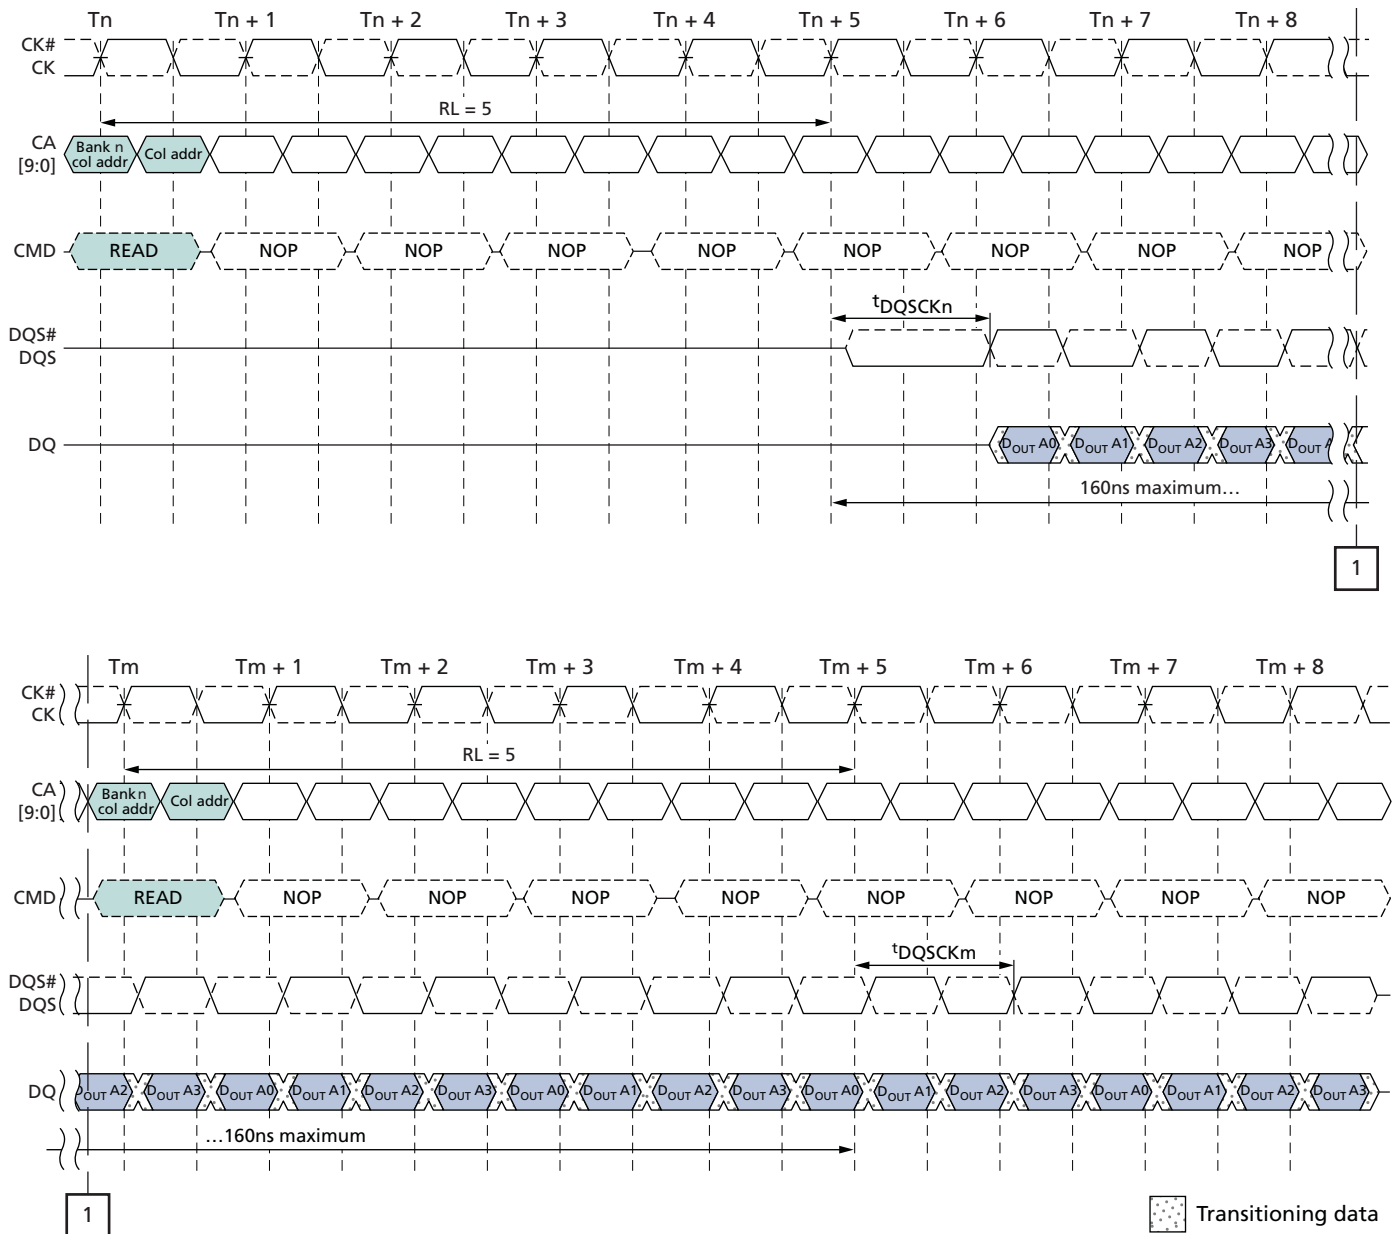 Tn Tn + 1 Tn + 2 Tn + 3 Tn + 4 Tn + 5 Tn + 6 Tn + 7 Tn + 8
CK#
CK
RL = 5
CA
[9:0]
Bank n
col addr
Col addr
CMD READ NOP NOP NOP NOP NOP NOP NOP NOP
tDQSCKn
DQS#
DQS
DQ DOUT A0 DOUT A1 DOUT A2 DOUT A3 DOUT A
160ns maximum…
1
Tm Tm + 1 Tm + 2 Tm + 3 Tm + 4 Tm + 5 Tm + 6 Tm + 7 Tm + 8
CK#
CK
RL = 5
CA
[9:0]
Bank n
col addr
Col addr
CMD READ NOP NOP NOP NOP NOP NOP NOP NOP
tDQSCKm
DQS#
DQS
DQ DOUT A2 DOUT A3 DOUT A0 DOUT A1 DOUT A2 DOUT A3 DOUT A0 DOUT A1 DOUT A2 DOUT A3 DOUT A0 DOUT A1 DOUT A2 DOUT A3 DOUT A0 DOUT A1 DOUT A2 DOUT A3
…160ns maximum
1
Transitioning data